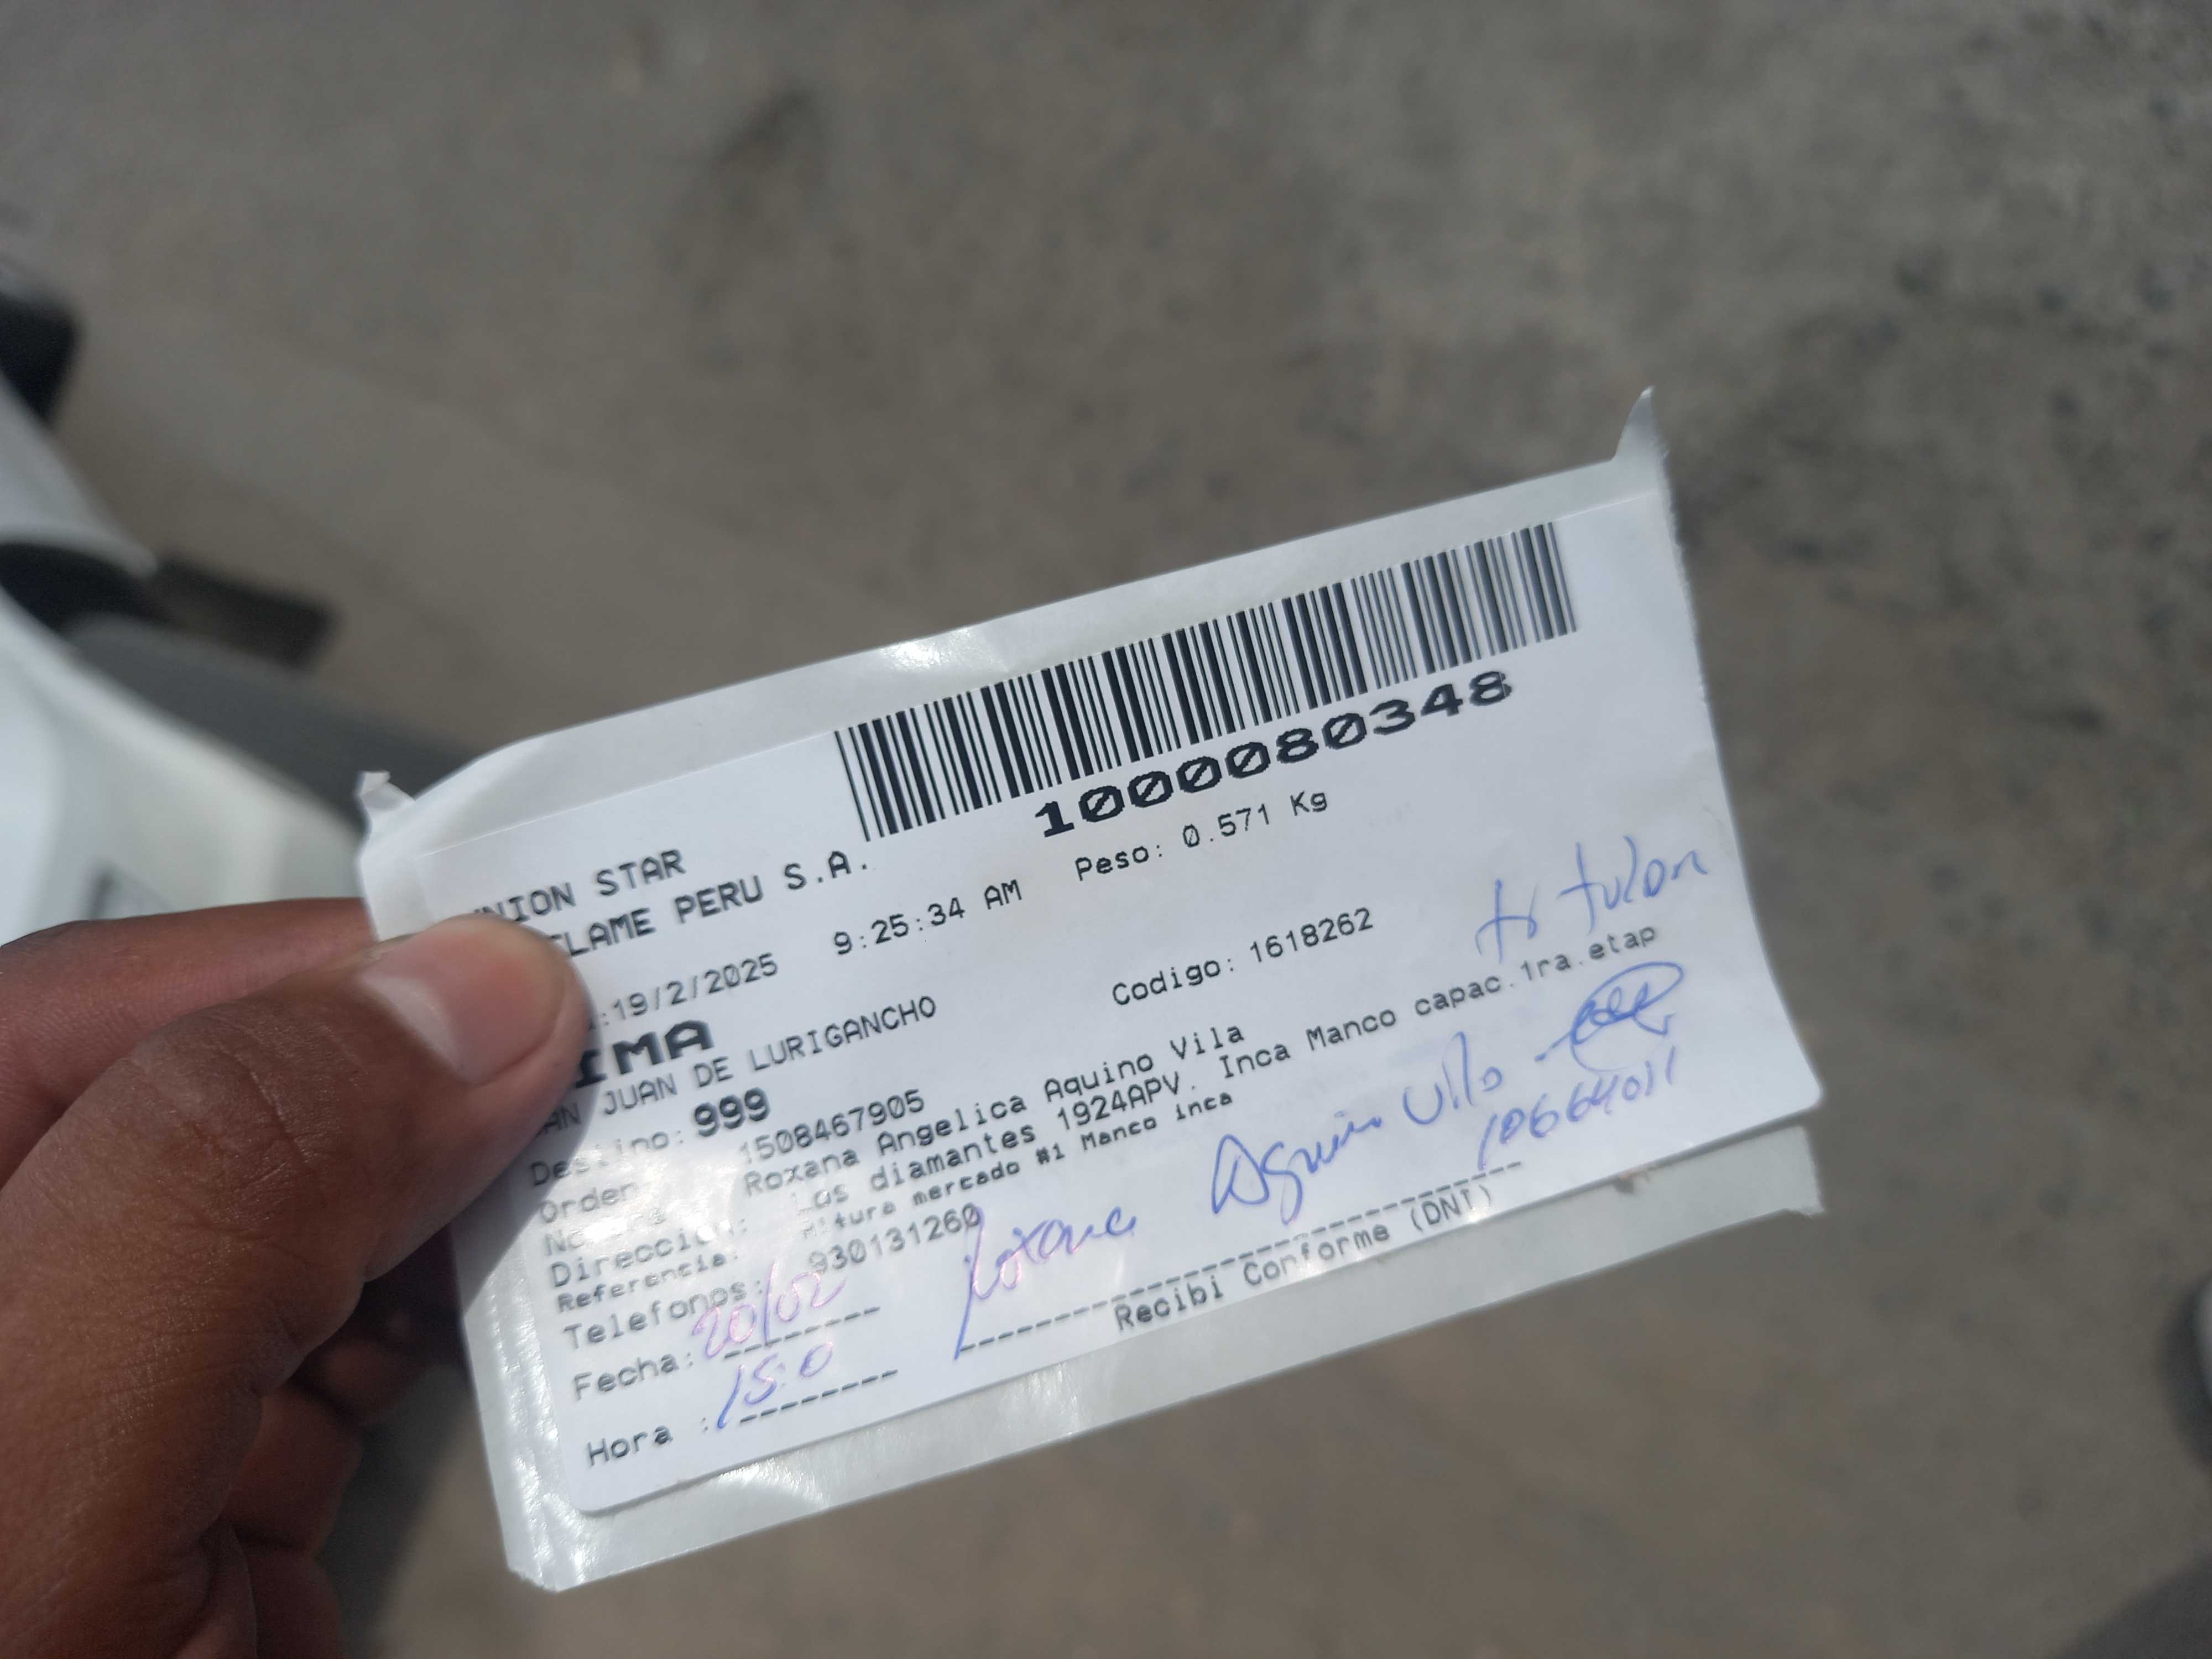 1000080348
NION STAR
FLAME PERU S.A.
:19/2/2025 9:25:34 AM Peso: 0.571 Kg
IMA
AN JUAN DE LURIGANCHO Codigo: 1618262
titular
Destino: 999
Orden 1508467905
Roxana Angelica Aquino Vila
Direccion: Los diamantes 1924APV. Inca Manco capac.1ra.etap
Referencia: Altura mercado #1 Manco inca
Telefonos: 930131260
Roxana Aquino Vila
10664011
Fecha: 20/02
Recibi Conforme (DNI)
Hora : 15:0